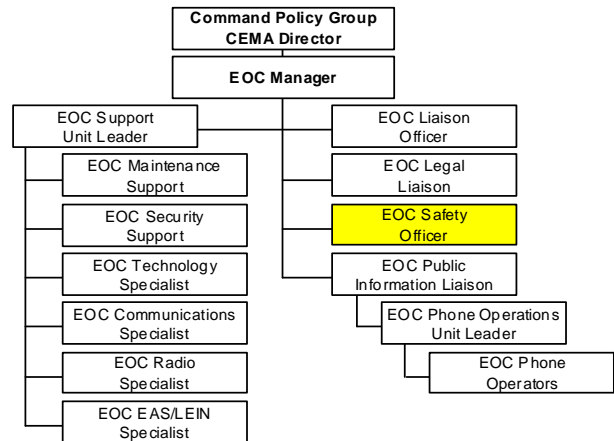 Command Policy Group
CEMA Director
EOC Manager
EOC Support
Unit Leader
EOC Maintenance
Support
EOC Security
Support
EOC Technology
Specialist
EOC Communications
Specialist
EOC Radio
Specialist
EOC EAS/LEIN
Specialist
EOC Liaison
Officer
EOC Legal
Liaison
EOC Safety
Officer
EOC Public
Information Liaison
EOC Phone Operations
Unit Leader
EOC Phone
Operators